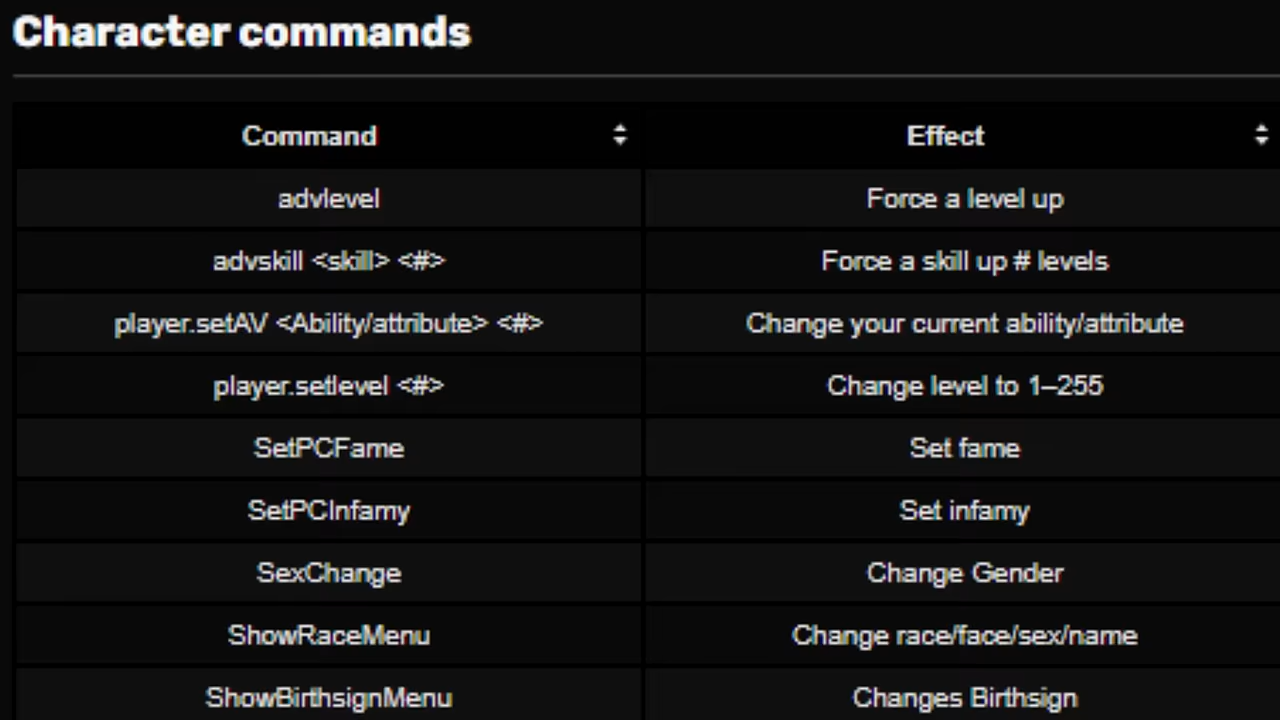 Character commands
Command Effect
advlevel Force a level up
advskill <skill> <#> Force a skill up # levels
player.setAV <Ability/attribute> <#> Change your current ability/attribute
player.setlevel <#> Change level to 1–255
SetPCFame Set fame
SetPCInfamy Set infamy
SexChange Change Gender
ShowRaceMenu Change race/face/sex/name
ShowBirthsignMenu Changes Birthsign